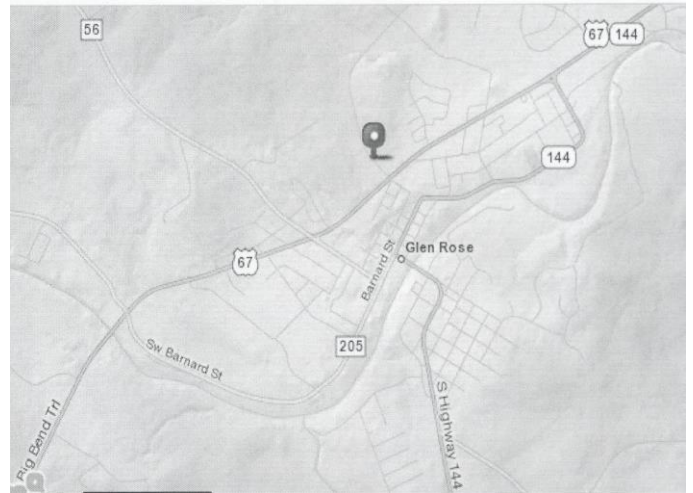 56
67 144
144
Glen Rose
67
Barnard St
205
Sw Barnard St
S Highway 144
Big Bend Trl